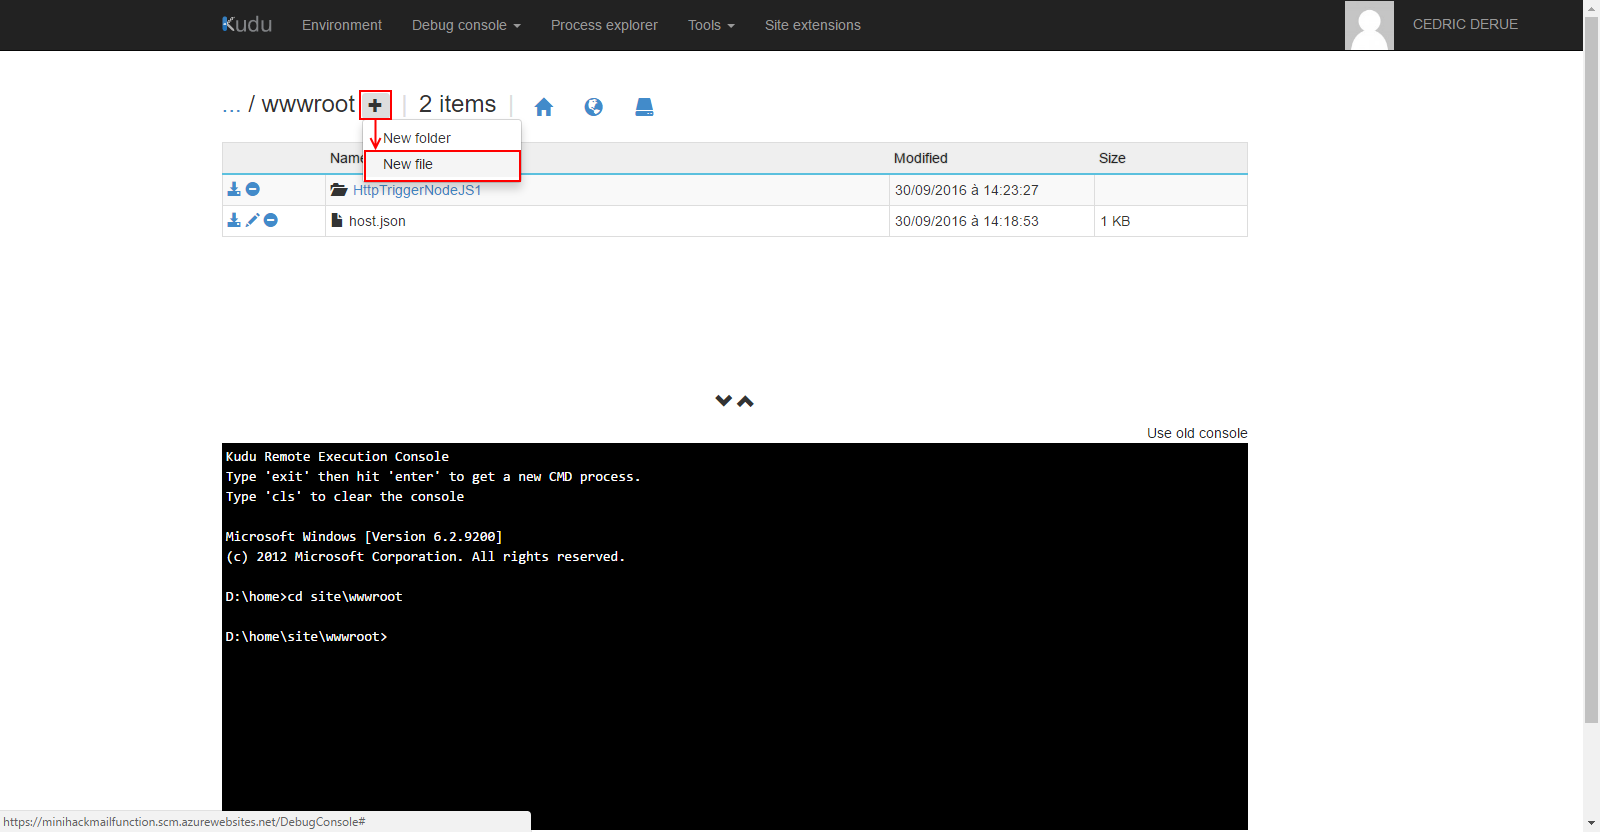 Kudu Environment Debug console Process explorer Tools Site extensions CEDRIC DERUE
... / wwwroot 2 items
New folder
New file
Name Modified Size
HttpTriggerNodeJS1 30/09/2016 à 14:23:27
host.json 30/09/2016 à 14:18:53 1 KB
Use old console
Kudu Remote Execution Console
Type 'exit' then hit 'enter' to get a new CMD process.
Type 'cls' to clear the console
Microsoft Windows [Version 6.2.9200]
(c) 2012 Microsoft Corporation. All rights reserved.
D:\home>cd site\wwwroot
D:\home\site\wwwroot>
https://minihackmailfunction.scm.azurewebsites.net/DebugConsole#